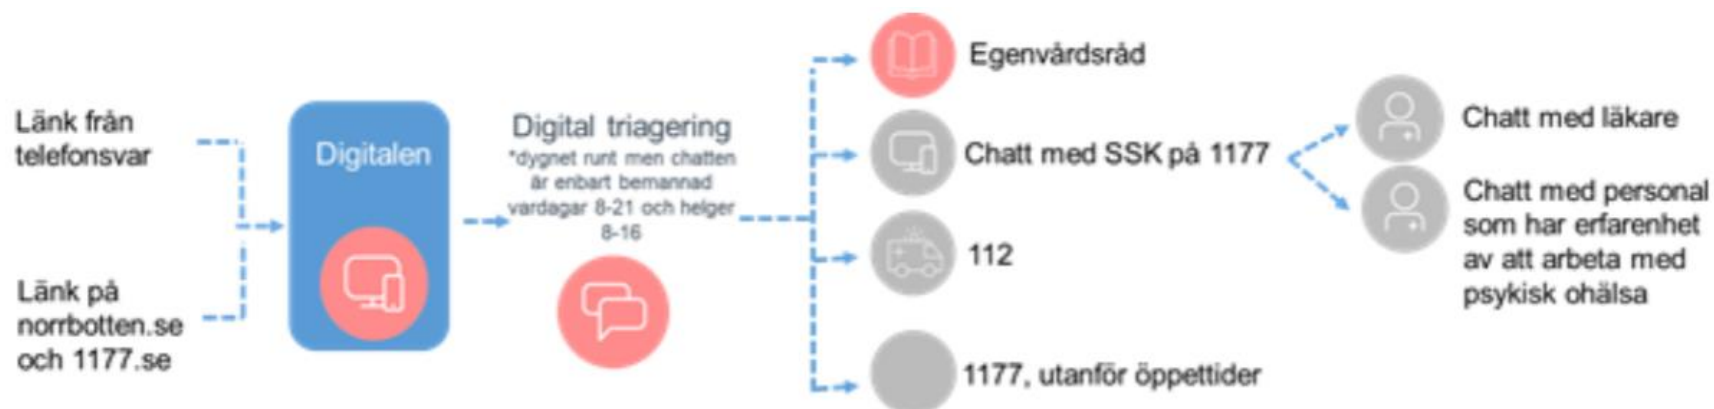 Länk från
telefonsvar
Länk på
norrbotten.se
och 1177.se
Digitalen
Digital triagering
*dygnet runt men chatten
är enbart bemannad
vardagar 8-21 och helger
8-16
Egenvårdsråd
Chatt med SSK på 1177
112
1177, utanför öppettider
Chatt med läkare
Chatt med personal
som har erfarenhet
av att arbeta med
psykisk ohälsa